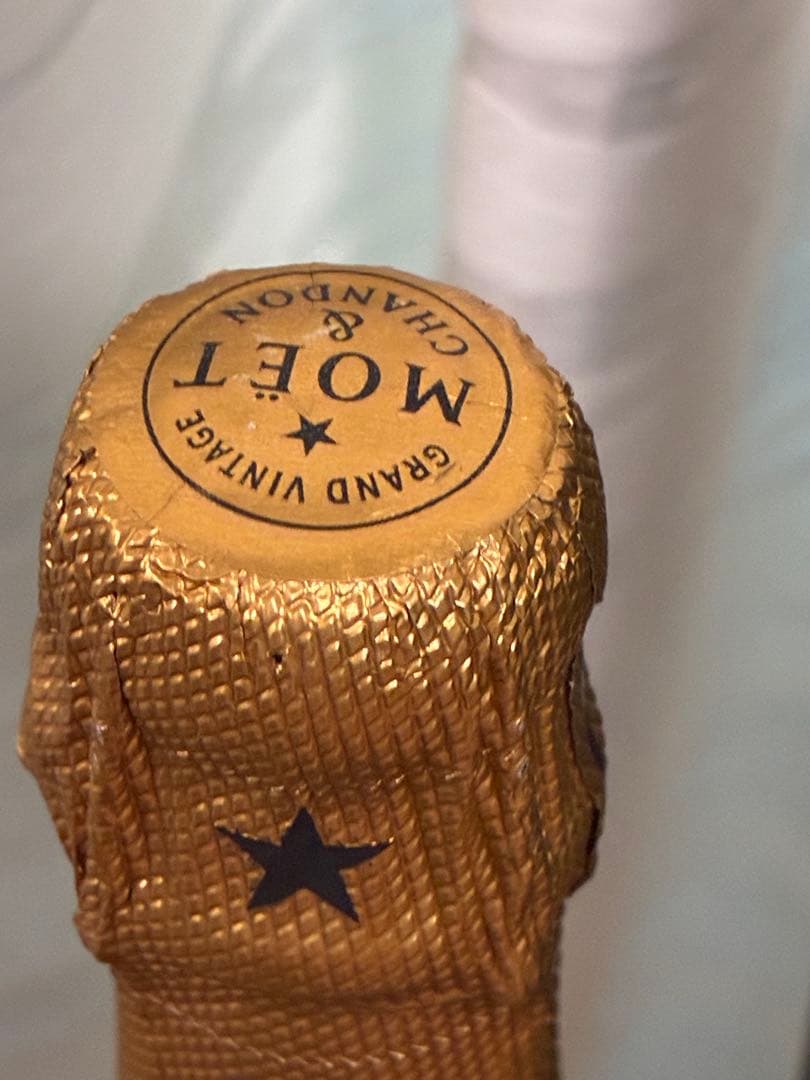 GRAND VINTAGE
MOËT
&
CHANDON